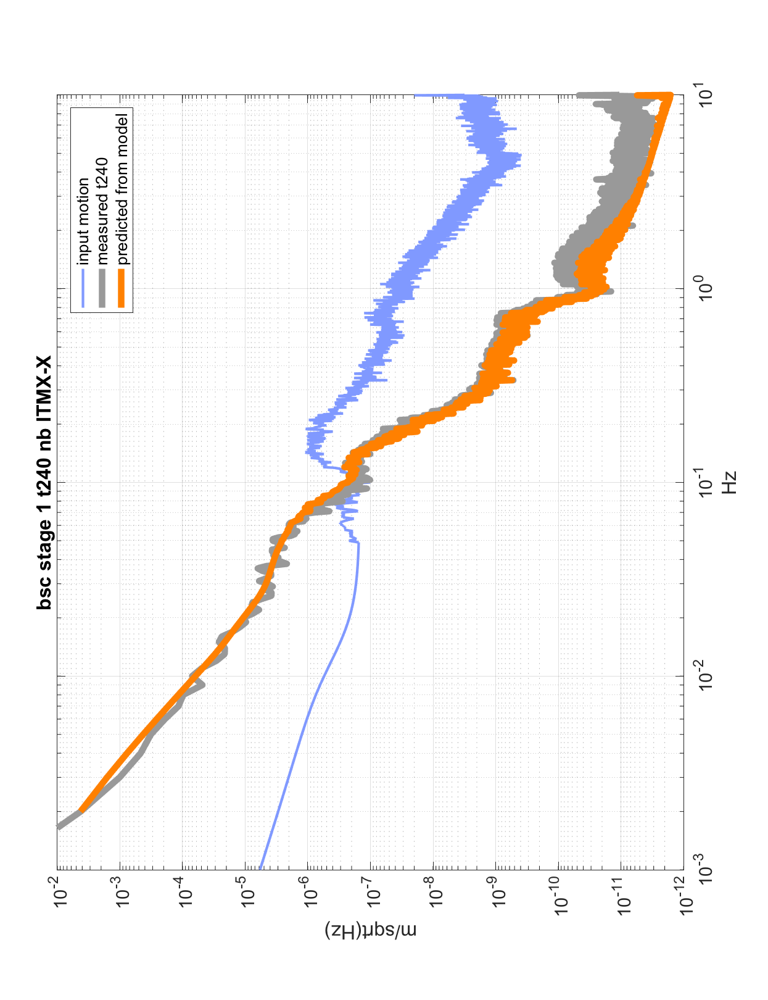 bsc stage 1 t240 nb ITMX-X
input motion
measured t240
predicted from model
m/sqrt(Hz)
10^-2
10^-3
10^-4
10^-5
10^-6
10^-7
10^-8
10^-9
10^-10
10^-11
10^-12
10^-3
10^-2
10^-1
10^0
10^1
Hz